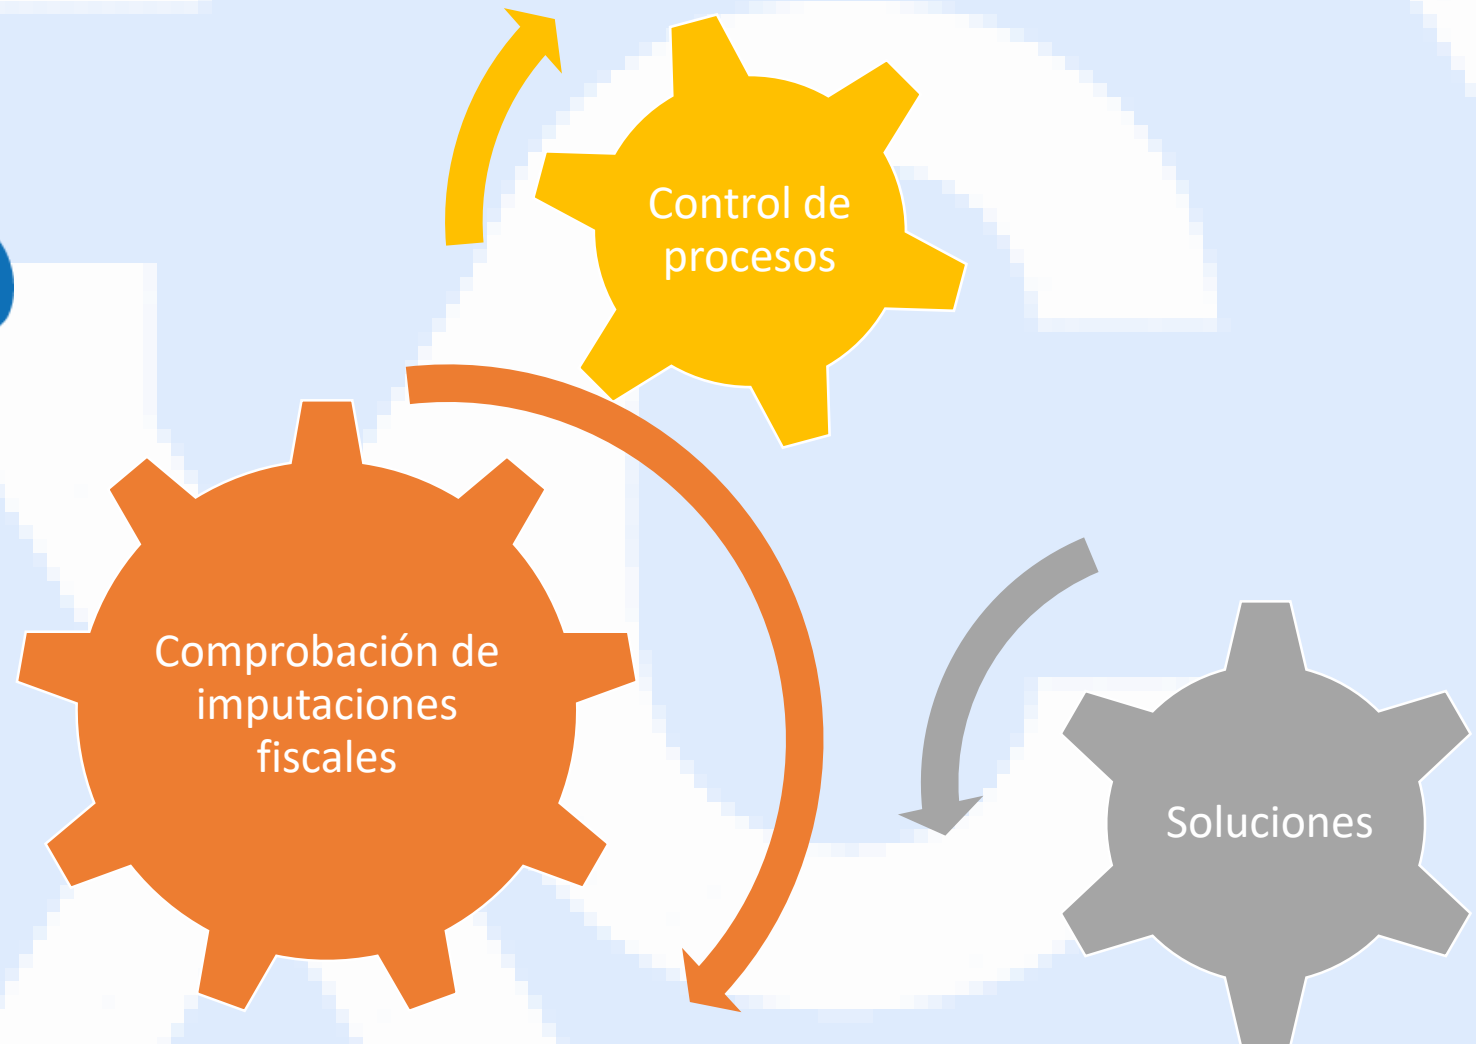 Control de
procesos
Comprobación de
imputaciones
fiscales
Soluciones